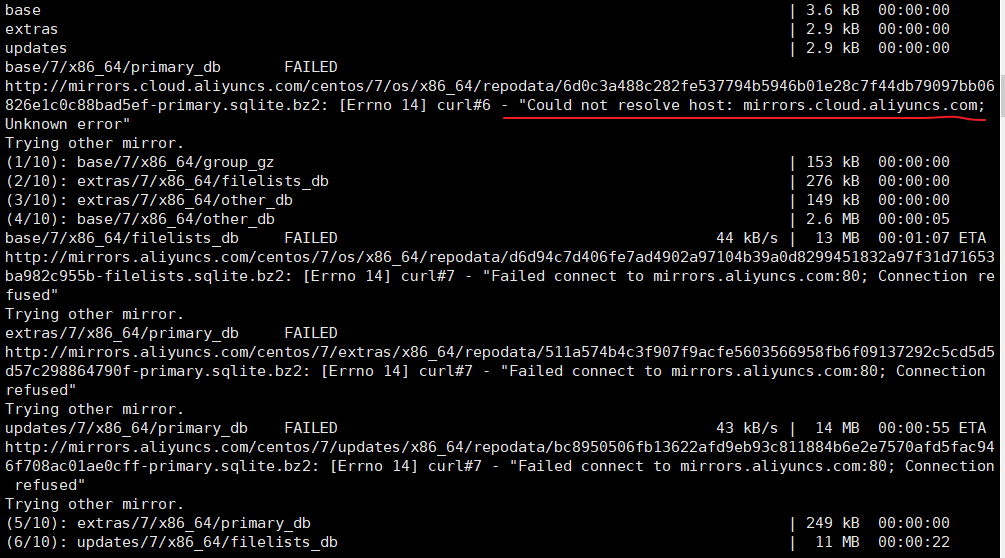 base | 3.6 kB 00:00:00
extras | 2.9 kB 00:00:00
updates | 2.9 kB 00:00:00
base/7/x86_64/primary_db FAILED
http://mirrors.cloud.aliyuncs.com/centos/7/os/x86_64/repodata/6d0c3a488c282fe537794b5946b01e28c7f44db79097bb06
826e1c0c88bad5ef-primary.sqlite.bz2: [Errno 14] curl#6 - "Could not resolve host: mirrors.cloud.aliyuncs.com;
Unknown error"
Trying other mirror.
(1/10): base/7/x86_64/group_gz | 153 kB 00:00:00
(2/10): extras/7/x86_64/filelists_db | 276 kB 00:00:00
(3/10): extras/7/x86_64/other_db | 149 kB 00:00:00
(4/10): base/7/x86_64/other_db | 2.6 MB 00:00:05
base/7/x86_64/filelists_db FAILED 44 kB/s | 13 MB 00:01:07 ETA
http://mirrors.aliyuncs.com/centos/7/os/x86_64/repodata/d6d94c7d406fe7ad4902a97104b39a0d8299451832a97f31d71653
ba982c955b-filelists.sqlite.bz2: [Errno 14] curl#7 - "Failed connect to mirrors.aliyuncs.com:80; Connection re
fused"
Trying other mirror.
extras/7/x86_64/primary_db FAILED
http://mirrors.aliyuncs.com/centos/7/extras/x86_64/repodata/511a574b4c3f907f9acfe5603566958fb6f09137292c5cd5d5
d57c298864790f-primary.sqlite.bz2: [Errno 14] curl#7 - "Failed connect to mirrors.aliyuncs.com:80; Connection
refused"
Trying other mirror.
updates/7/x86_64/primary_db FAILED 43 kB/s | 14 MB 00:00:55 ETA
http://mirrors.aliyuncs.com/centos/7/updates/x86_64/repodata/bc8950506fb13622afd9eb93c811884b6e2e7570afd5fac94
6f708ac01ae0cff-primary.sqlite.bz2: [Errno 14] curl#7 - "Failed connect to mirrors.aliyuncs.com:80; Connection
refused"
Trying other mirror.
(5/10): extras/7/x86_64/primary_db | 249 kB 00:00:00
(6/10): updates/7/x86_64/filelists_db | 11 MB 00:00:22